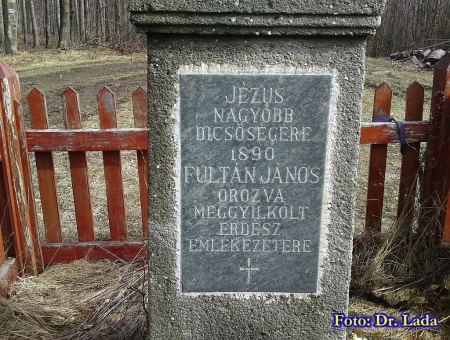 JÉZUS
NAGYOBB
DICSŐSÉGÉRE
1890
FULTÁN JÁNOS
OROZVA
MEGGYILKOLT
ERDÉSZ
EMLÉKEZETÉRE
Foto: Dr. Lada